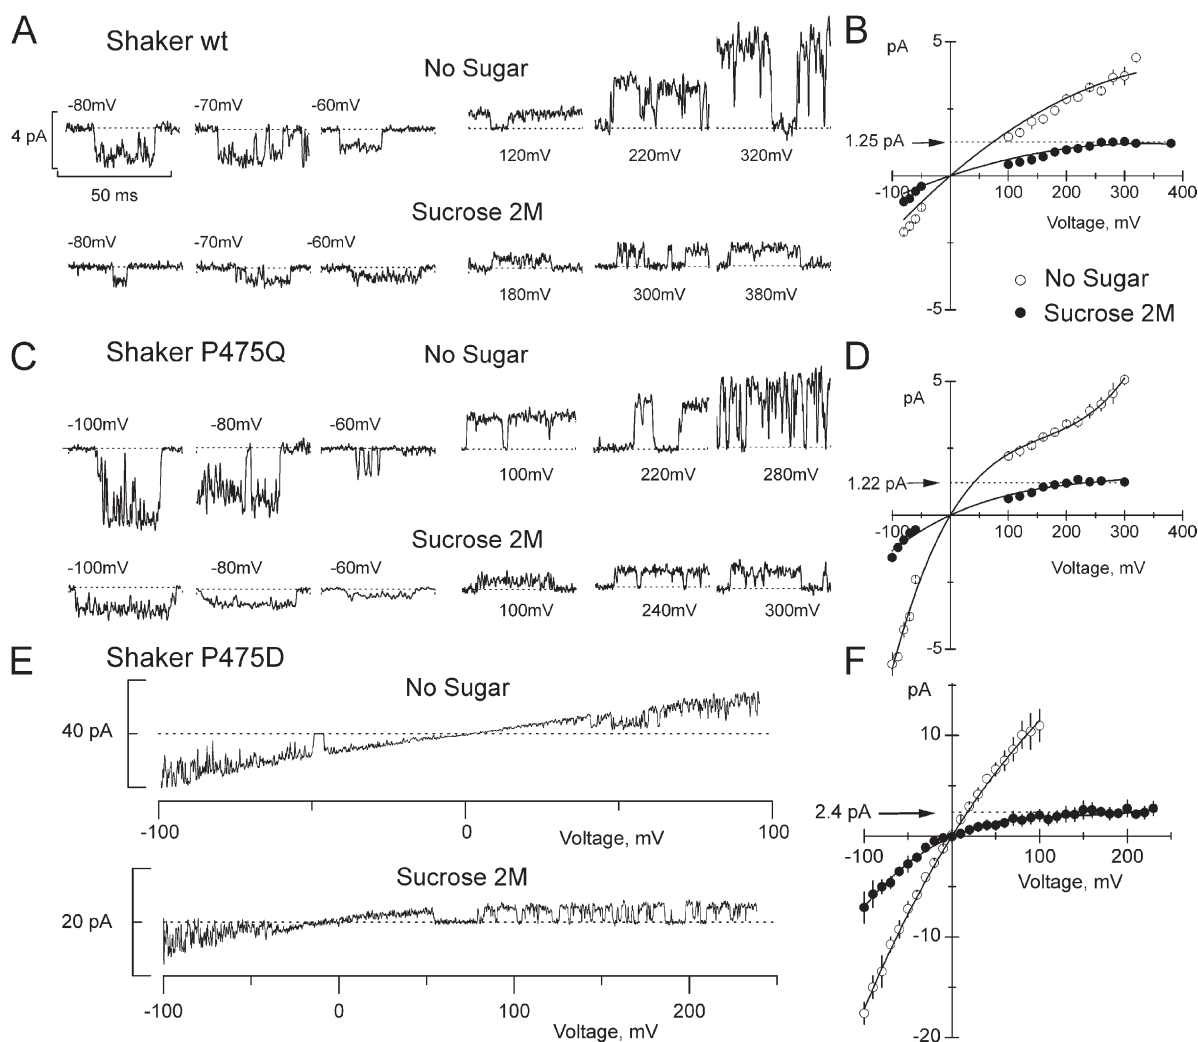 A
Shaker wt
No Sugar
-80mV
-70mV
-60mV
4 pA
50 ms
120mV
220mV
320mV
Sucrose 2M
-80mV
-70mV
-60mV
180mV
300mV
380mV
B
pA
5
1.25 pA
-100
100
200
300
400
Voltage, mV
-5
No Sugar
Sucrose 2M
C
Shaker P475Q
No Sugar
-100mV
-80mV
-60mV
100mV
220mV
280mV
Sucrose 2M
-100mV
-80mV
-60mV
100mV
240mV
300mV
D
pA
5
1.22 pA
-100
100
200
300
400
Voltage, mV
-5
E
Shaker P475D
No Sugar
40 pA
-100
0
100
Voltage, mV
Sucrose 2M
20 pA
-100
0
100
200
Voltage, mV
F
pA
10
2.4 pA
-100
100
200
Voltage, mV
-10
-20